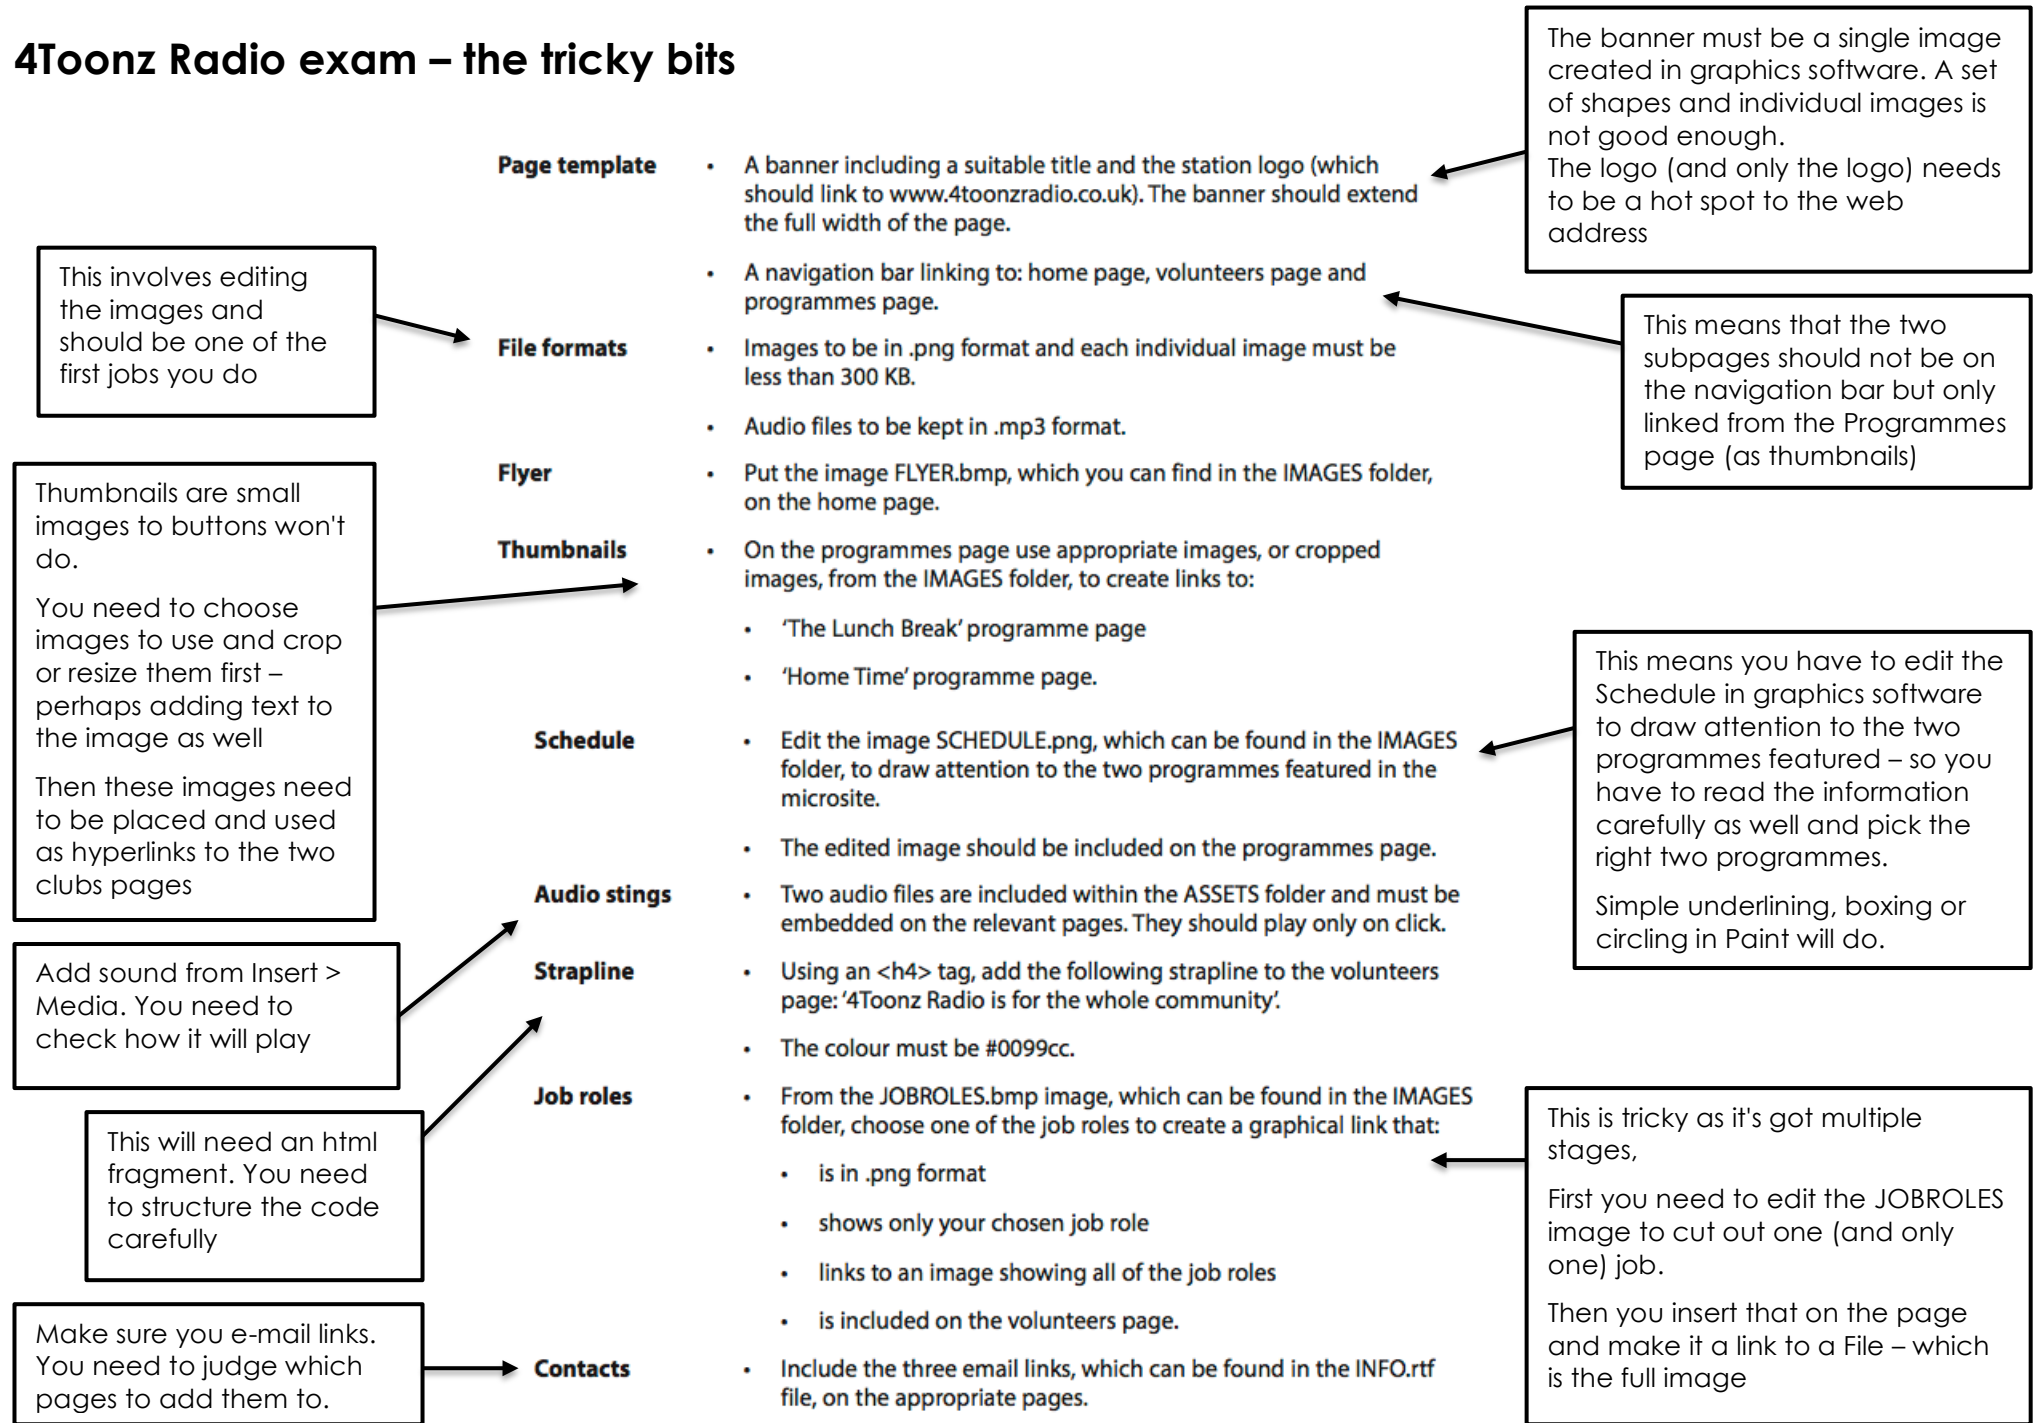 4Toonz Radio exam – the tricky bits
The banner must be a single image
created in graphics software. A set
of shapes and individual images is
not good enough.
The logo (and only the logo) needs
to be a hot spot to the web
address
Page template
• A banner including a suitable title and the station logo (which
should link to www.4toonzradio.co.uk). The banner should extend
the full width of the page.
• A navigation bar linking to: home page, volunteers page and
programmes page.
This means that the two
subpages should not be on
the navigation bar but only
linked from the Programmes
page (as thumbnails)
This involves editing
the images and
should be one of the
first jobs you do
File formats
• Images to be in .png format and each individual image must be
less than 300 KB.
• Audio files to be kept in .mp3 format.
Flyer
• Put the image FLYER.bmp, which you can find in the IMAGES folder,
on the home page.
Thumbnails are small
images to buttons won't
do.
You need to choose
images to use and crop
or resize them first –
perhaps adding text to
the image as well
Then these images need
to be placed and used
as hyperlinks to the two
clubs pages
Thumbnails
• On the programmes page use appropriate images, or cropped
images, from the IMAGES folder, to create links to:
• ‘The Lunch Break’ programme page
• ‘Home Time’ programme page.
Schedule
• Edit the image SCHEDULE.png, which can be found in the IMAGES
folder, to draw attention to the two programmes featured in the
microsite.
• The edited image should be included on the programmes page.
This means you have to edit the
Schedule in graphics software
to draw attention to the two
programmes featured – so you
have to read the information
carefully as well and pick the
right two programmes.
Simple underlining, boxing or
circling in Paint will do.
Audio stings
• Two audio files are included within the ASSETS folder and must be
embedded on the relevant pages. They should play only on click.
Add sound from Insert >
Media. You need to
check how it will play
Strapline
• Using an <h4> tag, add the following strapline to the volunteers
page: ‘4Toonz Radio is for the whole community’.
• The colour must be #0099cc.
This will need an html
fragment. You need
to structure the code
carefully
Job roles
• From the JOBROLES.bmp image, which can be found in the IMAGES
folder, choose one of the job roles to create a graphical link that:
• is in .png format
• shows only your chosen job role
• links to an image showing all of the job roles
• is included on the volunteers page.
This is tricky as it's got multiple
stages,
First you need to edit the JOBROLES
image to cut out one (and only
one) job.
Then you insert that on the page
and make it a link to a File – which
is the full image
Make sure you e-mail links.
You need to judge which
pages to add them to.
Contacts
• Include the three email links, which can be found in the INFO.rtf
file, on the appropriate pages.